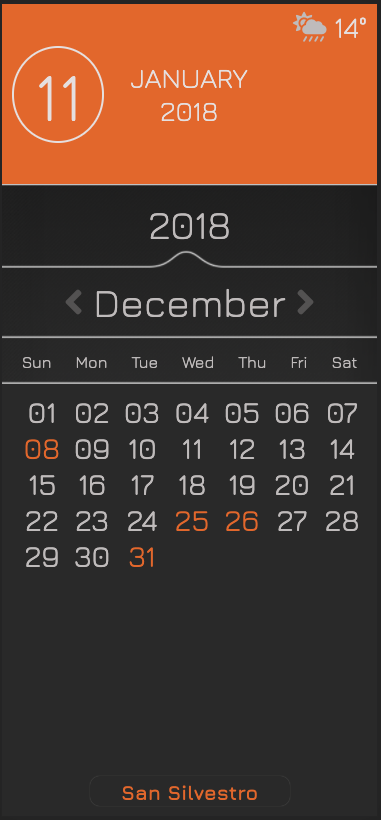 14°
11
JANUARY
2018
2018
December
Sun Mon Tue Wed Thu Fri Sat
01 02 03 04 05 06 07
08 09 10 11 12 13 14
15 16 17 18 19 20 21
22 23 24 25 26 27 28
29 30 31
San Silvestro